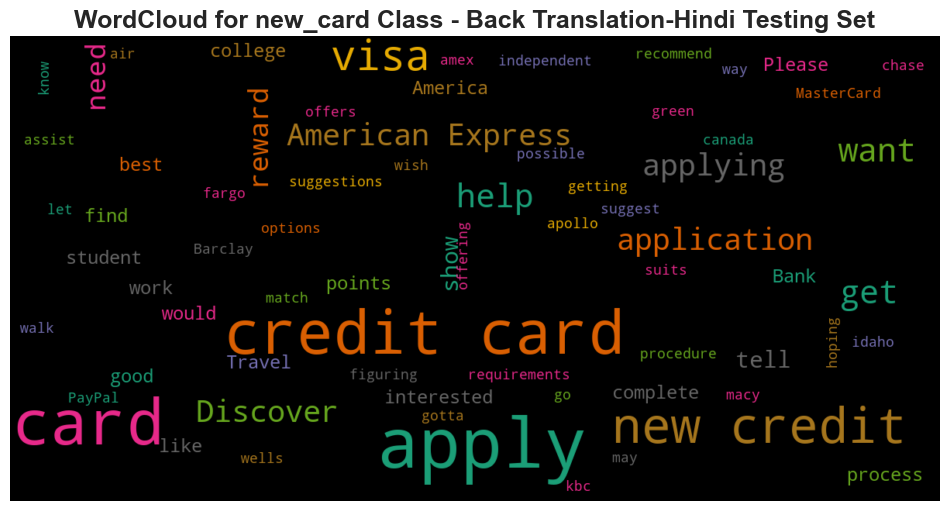 WordCloud for new_card Class - Back Translation-Hindi Testing Set
know
need
air
college
visa
amex
independent
recommend
way
Please
chase
America
MasterCard
offers
reward
American Express
green
canada
assist
best
wish
possible
applying
want
suggestions
fargo
help
getting
let
find
suggest
apollo
options
application
student
Barclay
show
offering
suits
Bank
work
points
match
get
walk
would
credit card
hoping
idaho
Travel
procedure
tell
good
figuring
requirements
PayPal
interested
go
complete
macy
card
Discover
gotta
apply
new credit
like
wells
may
process
kbc